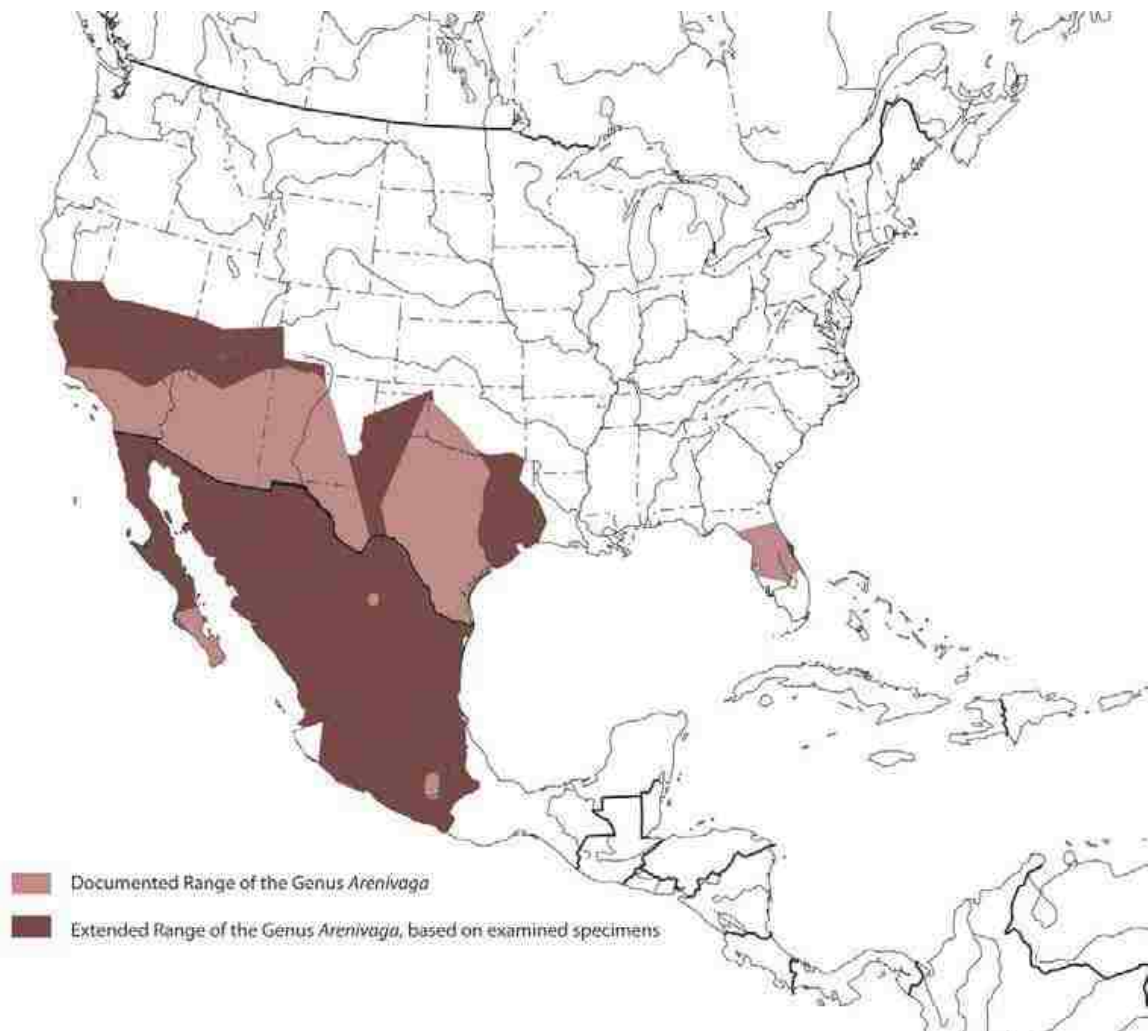 Documented Range of the Genus Arenivaga
Extended Range of the Genus Arenivaga, based on examined specimens